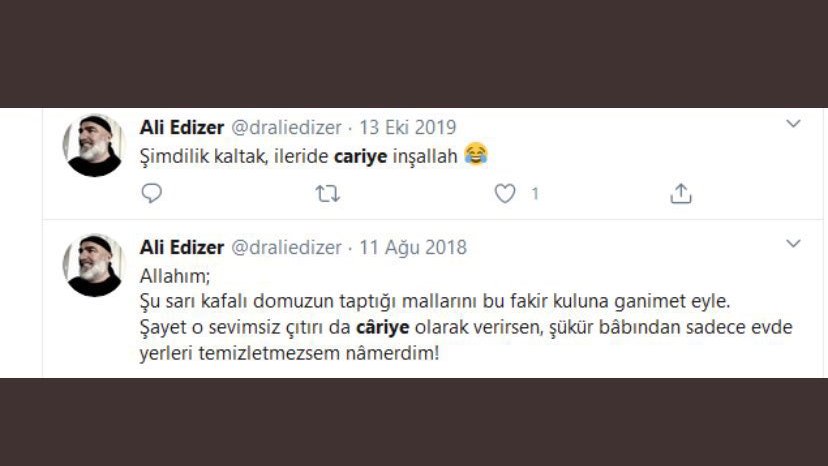 Ali Edizer @draliedizer · 13 Eki 2019
Şimdilik kaltak, ileride cariye inşallah 😂
1
Ali Edizer @draliedizer · 11 Ağu 2018
Allahım;
Şu sarı kafalı domuzun taptığı mallarını bu fakir kuluna ganimet eyle.
Şayet o sevimsiz çıtırı da câriye olarak verirsen, şükür bâbından sadece evde
yerleri temizletmezsem nâmerdim!